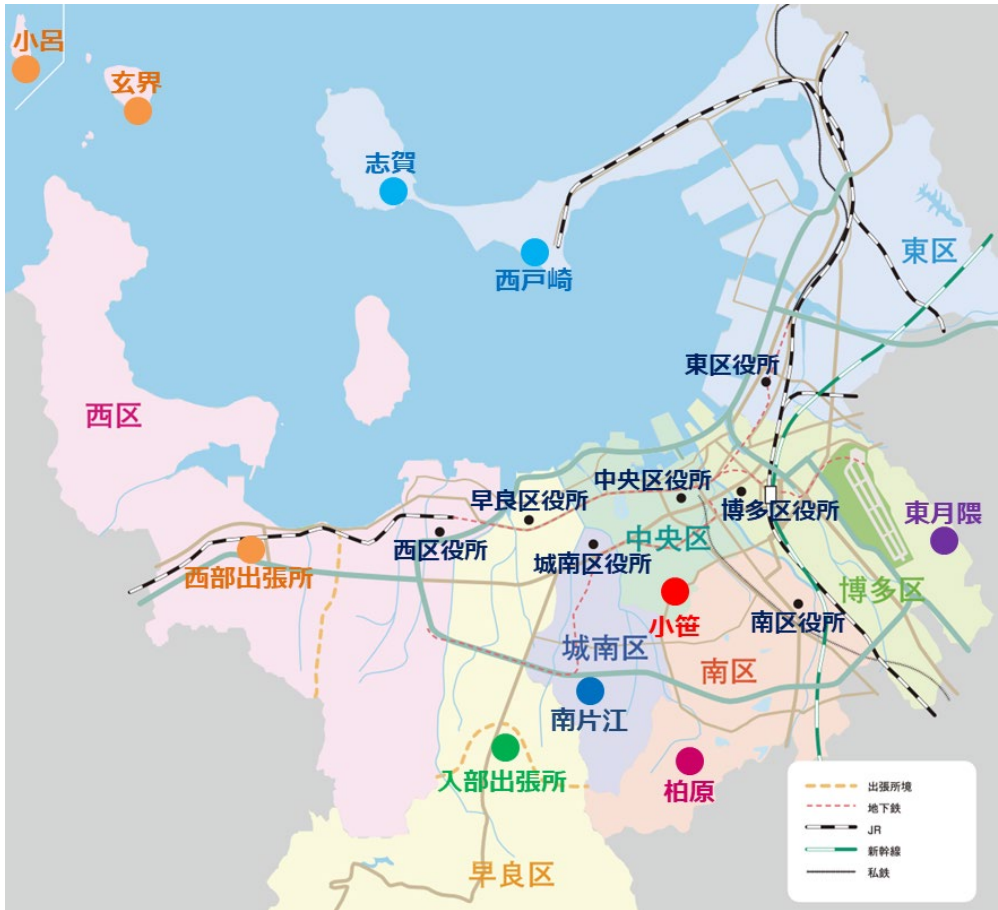 小呂
玄界
志賀
西戸崎
東区
東区役所
西区
中央区役所
早良区役所
博多区役所
東月隈
西区役所
中央区
城南区役所
西部出張所
博多区
小笹
南区役所
城南区
南区
南片江
入部出張所
柏原
早良区
出張所境
地下鉄
JR
新幹線
私鉄